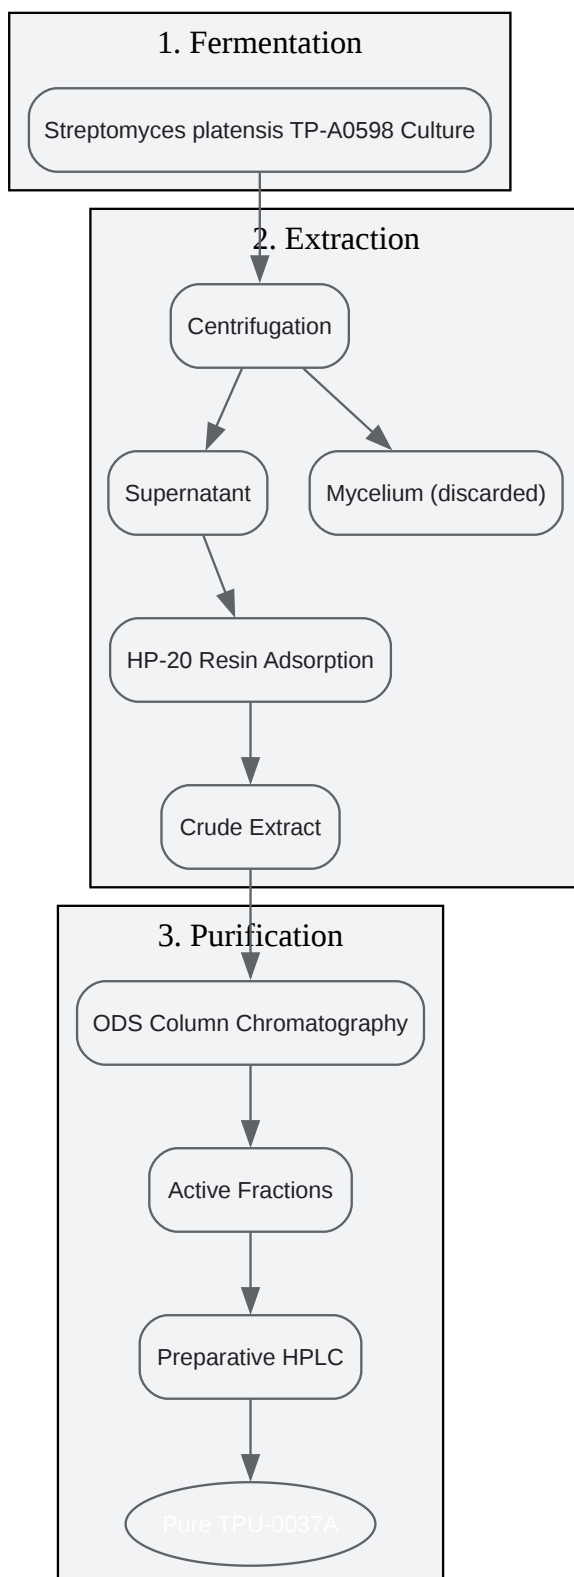 1. Fermentation
Streptomyces platensis TP-A0598 Culture
2. Extraction
Centrifugation
Supernatant
Mycelium (discarded)
HP-20 Resin Adsorption
Crude Extract
3. Purification
ODS Column Chromatography
Active Fractions
Preparative HPLC
Pure TPU-0037A